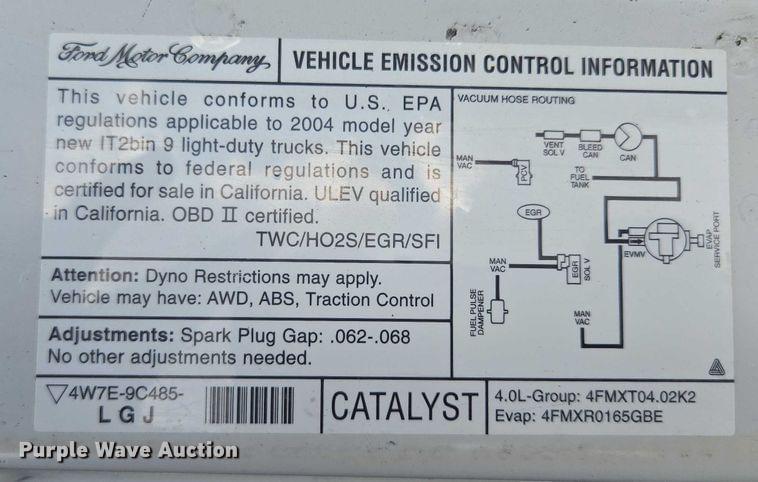 Ford Motor Company
VEHICLE EMISSION CONTROL INFORMATION
This vehicle conforms to U.S. EPA
regulations applicable to 2004 model year
new IT2bin 9 light-duty trucks. This vehicle
conforms to federal regulations and is
certified for sale in California. ULEV qualified
in California. OBD II certified.
TWC/HO2S/EGR/SFI
Attention: Dyno Restrictions may apply.
Vehicle may have: AWD, ABS, Traction Control
Adjustments: Spark Plug Gap: .062-.068
No other adjustments needed.
VACUUM HOSE ROUTING
VENT
SOL V
BLEED
CAN
CAN
MAN
VAC
PCV
TO
FUEL
TANK
EGR
EVMV
EVAP
SERVICE PORT
MAN
VAC
EGR
SOL V
FUEL PULSE
DAMPENER
MAN
VAC
4W7E-9C485-
LGJ
CATALYST
4.0L-Group: 4FMXT04.02K2
Evap: 4FMXR0165GBE
Purple Wave Auction